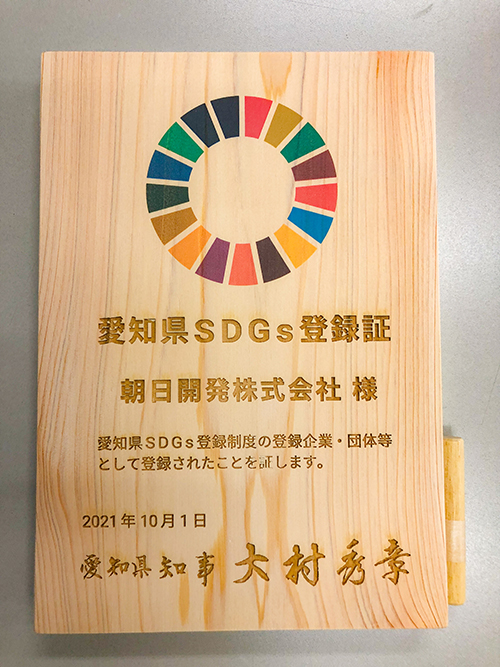 愛知県SDGs登録証
朝日開発株式会社 様
愛知県SDGs登録制度の登録企業・団体等
として登録されたことを証します。
2021年10月1日
愛知県知事 大村秀章